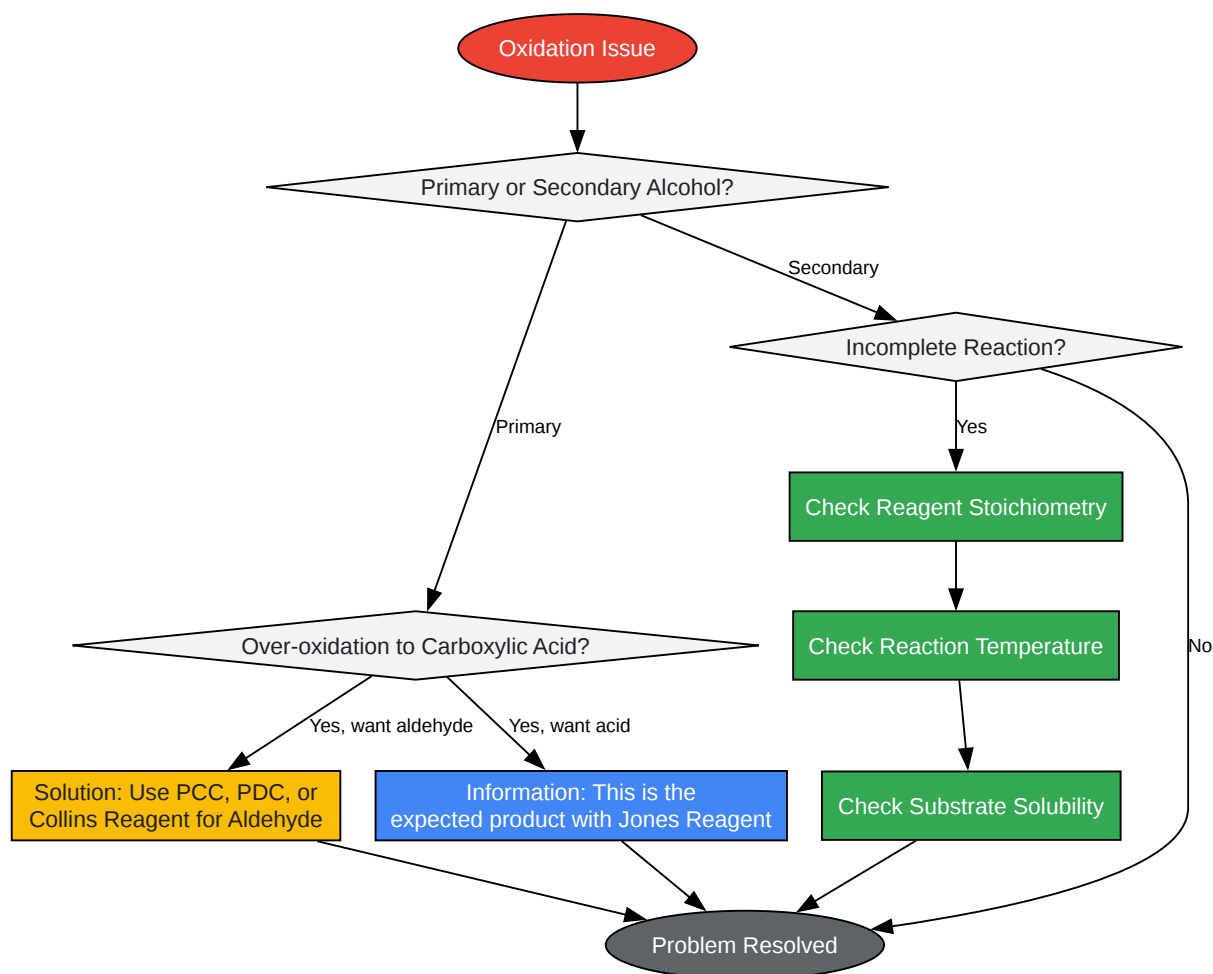 Oxidation Issue
Primary or Secondary Alcohol?
Secondary
Incomplete Reaction?
Primary
Yes
Check Reagent Stoichiometry
Over-oxidation to Carboxylic Acid?
Check Reaction Temperature
No
Yes, want aldehyde
Yes, want acid
Solution: Use PCC, PDC, or
Collins Reagent for Aldehyde
Information: This is the
expected product with Jones Reagent
Check Substrate Solubility
Problem Resolved